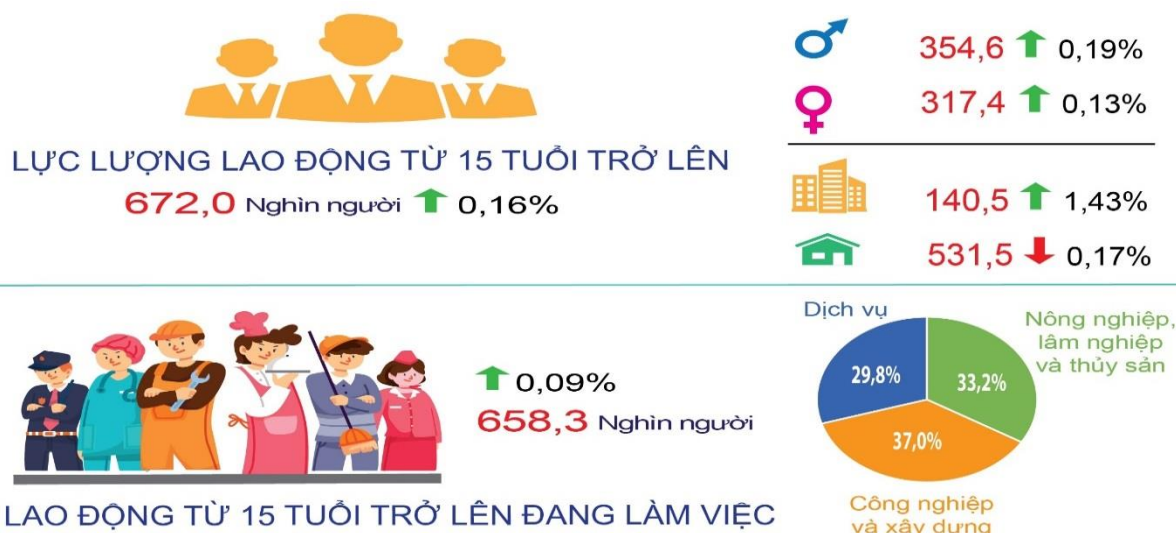 LỰC LƯỢNG LAO ĐỘNG TỪ 15 TUỔI TRỞ LÊN
672,0 Nghìn người 0,16%
354,6 0,19%
317,4 0,13%
140,5 1,43%
531,5 0,17%
0,09%
658,3 Nghìn người
LAO ĐỘNG TỪ 15 TUỔI TRỞ LÊN ĐANG LÀM VIỆC
Dịch vụ
29,8%
Nông nghiệp,
lâm nghiệp
và thủy sản
33,2%
37,0%
Công nghiệp
và xây dựng